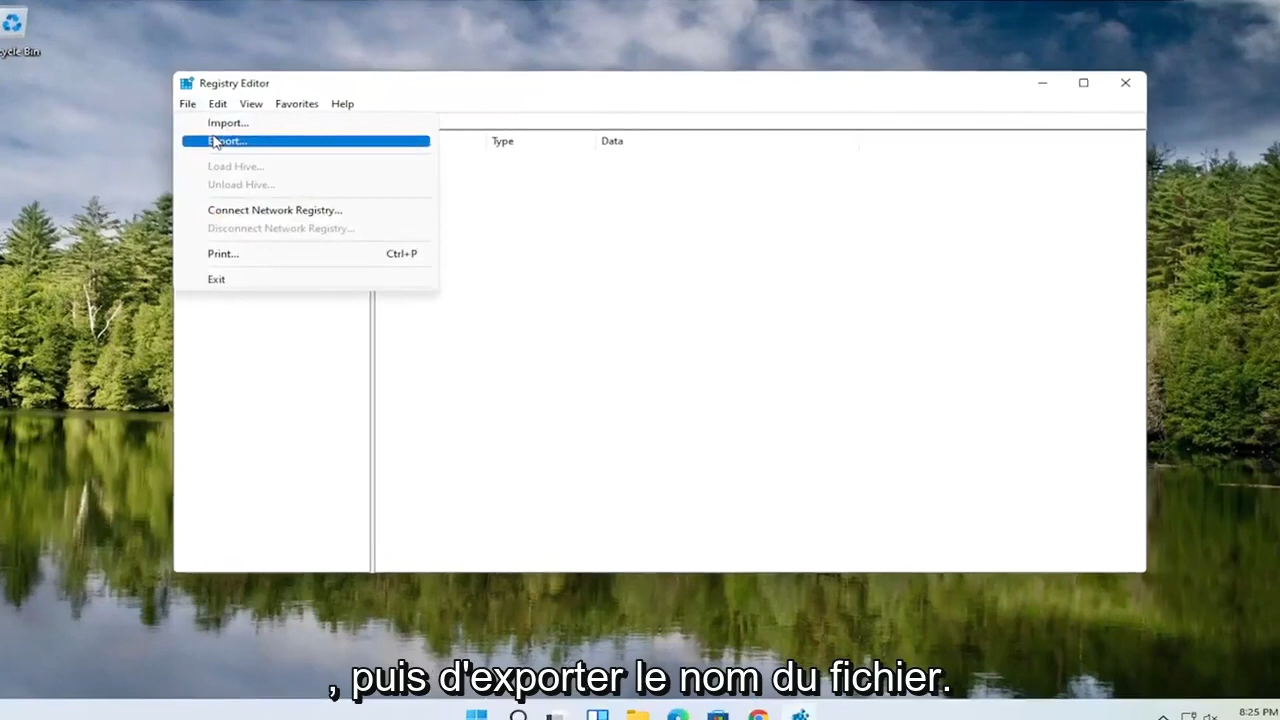 Registry Editor
File Edit View Favorites Help
Import...
Type Data
Load Hive...
Unload Hive...
Connect Network Registry...
Disconnect Network Registry...
Print... Ctrl+P
Exit
, puis d'exporter le nom du fichier.
8:25 PM